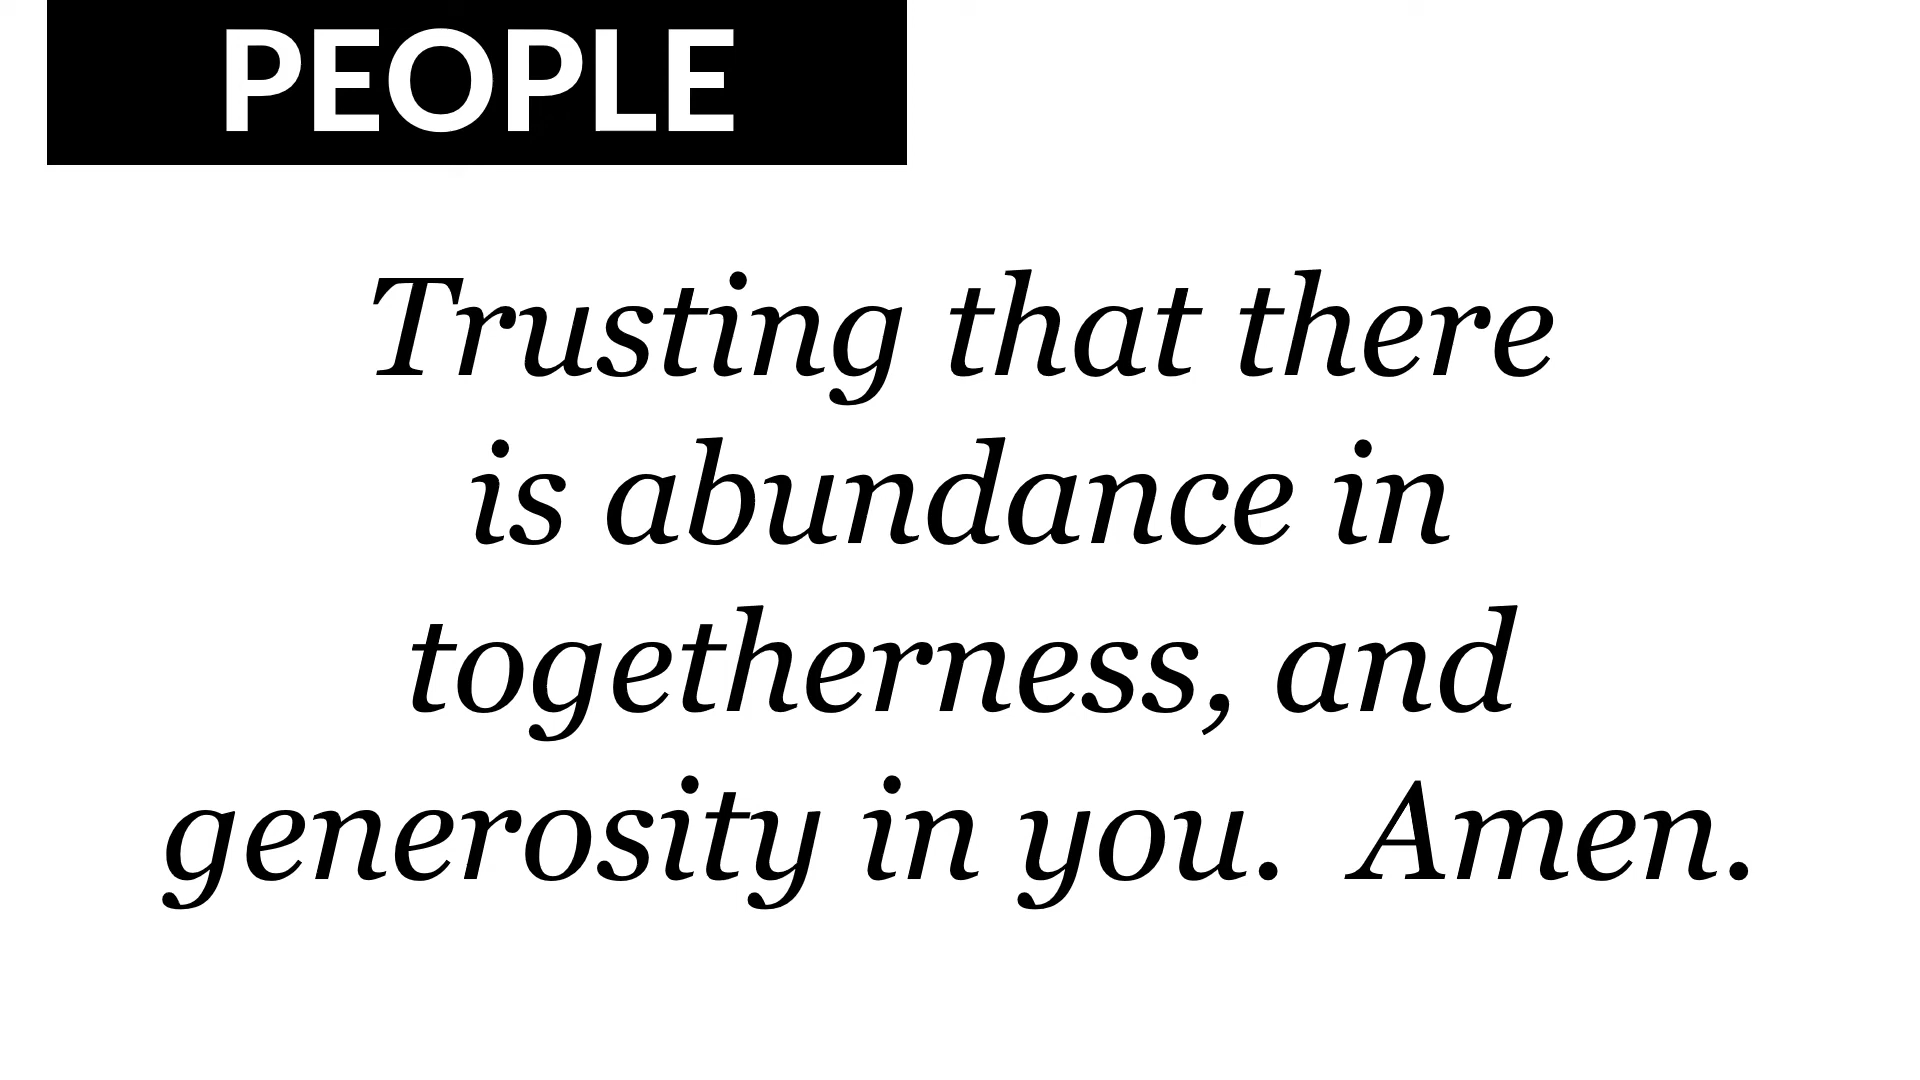 PEOPLE
Trusting that there
is abundance in
togetherness, and
generosity in you.  Amen.